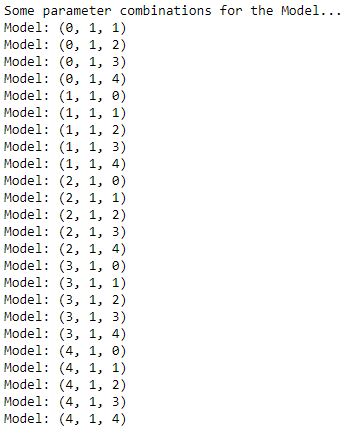 Some parameter combinations for the Model...
Model: (0, 1, 1)
Model: (0, 1, 2)
Model: (0, 1, 3)
Model: (0, 1, 4)
Model: (1, 1, 0)
Model: (1, 1, 1)
Model: (1, 1, 2)
Model: (1, 1, 3)
Model: (1, 1, 4)
Model: (2, 1, 0)
Model: (2, 1, 1)
Model: (2, 1, 2)
Model: (2, 1, 3)
Model: (2, 1, 4)
Model: (3, 1, 0)
Model: (3, 1, 1)
Model: (3, 1, 2)
Model: (3, 1, 3)
Model: (3, 1, 4)
Model: (4, 1, 0)
Model: (4, 1, 1)
Model: (4, 1, 2)
Model: (4, 1, 3)
Model: (4, 1, 4)